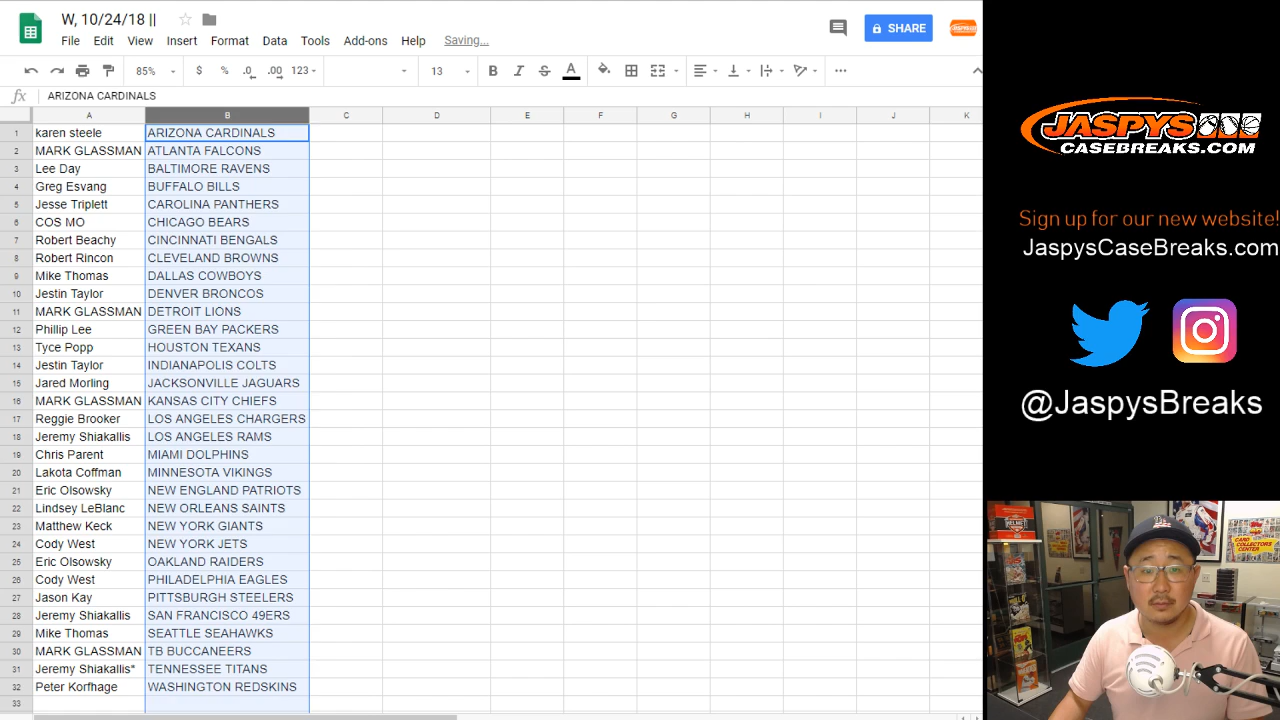 W, 10/24/18 ||
File Edit View Insert Format Data Tools Add-ons Help Saving...
SHARE
85% $ % .0 .00 123 13 B I S A
fx ARIZONA CARDINALS
A B C D E F G H I J K
1 karen steele ARIZONA CARDINALS
2 MARK GLASSMAN ATLANTA FALCONS
3 Lee Day BALTIMORE RAVENS
4 Greg Esvang BUFFALO BILLS
5 Jesse Triplett CAROLINA PANTHERS
6 COS MO CHICAGO BEARS
7 Robert Beachy CINCINNATI BENGALS
8 Robert Rincon CLEVELAND BROWNS
9 Mike Thomas DALLAS COWBOYS
10 Jestin Taylor DENVER BRONCOS
11 MARK GLASSMAN DETROIT LIONS
12 Phillip Lee GREEN BAY PACKERS
13 Tyce Popp HOUSTON TEXANS
14 Jestin Taylor INDIANAPOLIS COLTS
15 Jared Morling JACKSONVILLE JAGUARS
16 MARK GLASSMAN KANSAS CITY CHIEFS
17 Reggie Brooker LOS ANGELES CHARGERS
18 Jeremy Shiakallis LOS ANGELES RAMS
19 Chris Parent MIAMI DOLPHINS
20 Lakota Coffman MINNESOTA VIKINGS
21 Eric Olsowsky NEW ENGLAND PATRIOTS
22 Lindsey LeBlanc NEW ORLEANS SAINTS
23 Matthew Keck NEW YORK GIANTS
24 Cody West NEW YORK JETS
25 Eric Olsowsky OAKLAND RAIDERS
26 Cody West PHILADELPHIA EAGLES
27 Jason Kay PITTSBURGH STEELERS
28 Jeremy Shiakallis SAN FRANCISCO 49ERS
29 Mike Thomas SEATTLE SEAHAWKS
30 MARK GLASSMAN TB BUCCANEERS
31 Jeremy Shiakallis* TENNESSEE TITANS
32 Peter Korfhage WASHINGTON REDSKINS
33
JASPYS
CASEBREAKS.COM
Sign up for our new website!
JaspysCaseBreaks.com
@JaspysBreaks
HELMET
CARD
COLLECTORS
CENTER